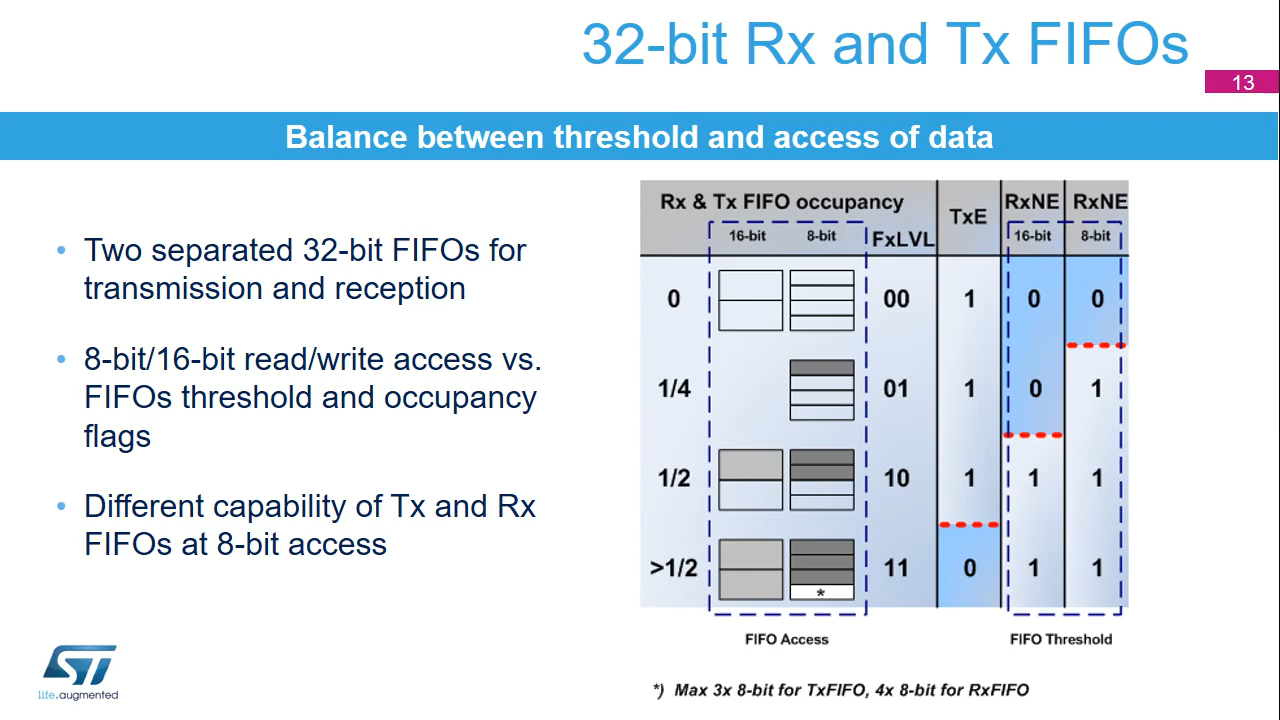 32-bit Rx and Tx FIFOs
13
Balance between threshold and access of data
• Two separated 32-bit FIFOs for
transmission and reception
• 8-bit/16-bit read/write access vs.
FIFOs threshold and occupancy
flags
• Different capability of Tx and Rx
FIFOs at 8-bit access
Rx & Tx FIFO occupancy TxE RxNE RxNE
16-bit 8-bit FxLVL 16-bit 8-bit
0 00 1 0 0
1/4 01 1 0 1
1/2 10 1 1 1
>1/2 * 11 0 1 1
FIFO Access FIFO Threshold
*) Max 3x 8-bit for TxFIFO, 4x 8-bit for RxFIFO
ST
life.augmented